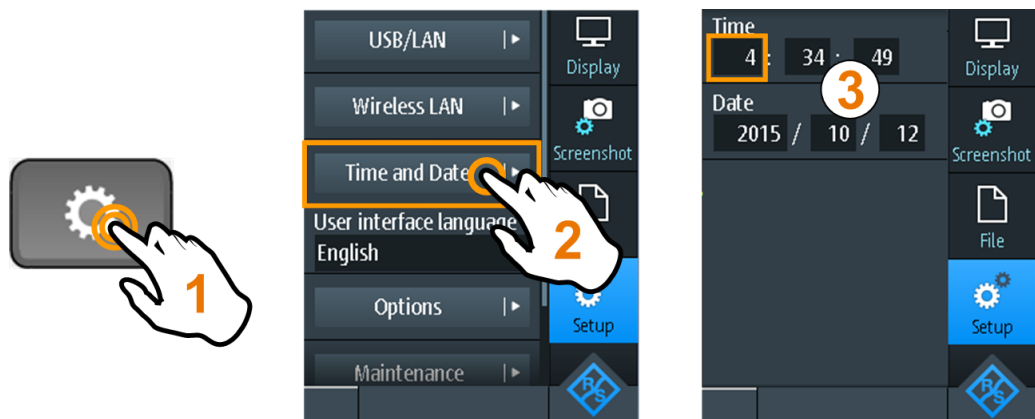 1
USB/LAN
Wireless LAN
Time and Date
User interface language
English
Options
Maintenance
Display
Screenshot
Setup
2
R&S
Time
4 : 34 : 49
Date
2015 / 10 / 12
3
Display
Screenshot
File
Setup
R&S